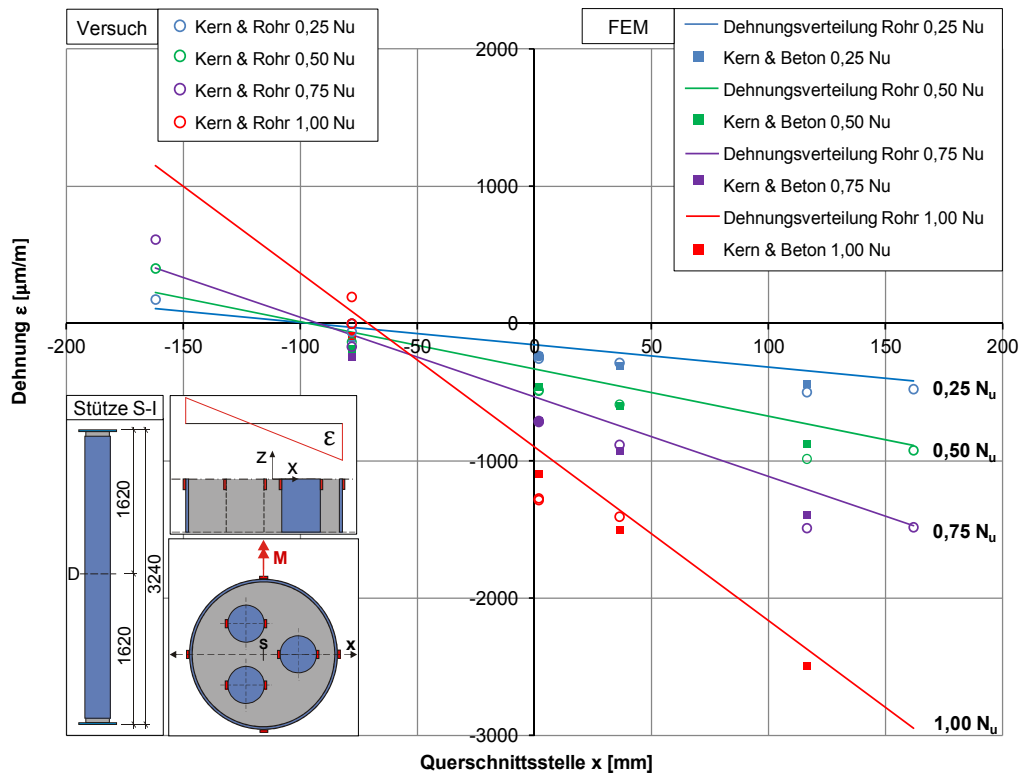 Versuch
Kern & Rohr 0,25 Nu
Kern & Rohr 0,50 Nu
Kern & Rohr 0,75 Nu
Kern & Rohr 1,00 Nu
FEM
Dehnungsverteilung Rohr 0,25 Nu
Kern & Beton 0,25 Nu
Dehnungsverteilung Rohr 0,50 Nu
Kern & Beton 0,50 Nu
Dehnungsverteilung Rohr 0,75 Nu
Kern & Beton 0,75 Nu
Dehnungsverteilung Rohr 1,00 Nu
Kern & Beton 1,00 Nu
Dehnung ε [µm/m]
2000
1000
0
-1000
-2000
-3000
-200
-150
-100
-50
0
50
100
150
200
Querschnittsstelle x [mm]
0,25 Nu
0,50 Nu
0,75 Nu
1,00 Nu
Stütze S-I
1620
3240
1620
D
ε
Z
X
M
S
x